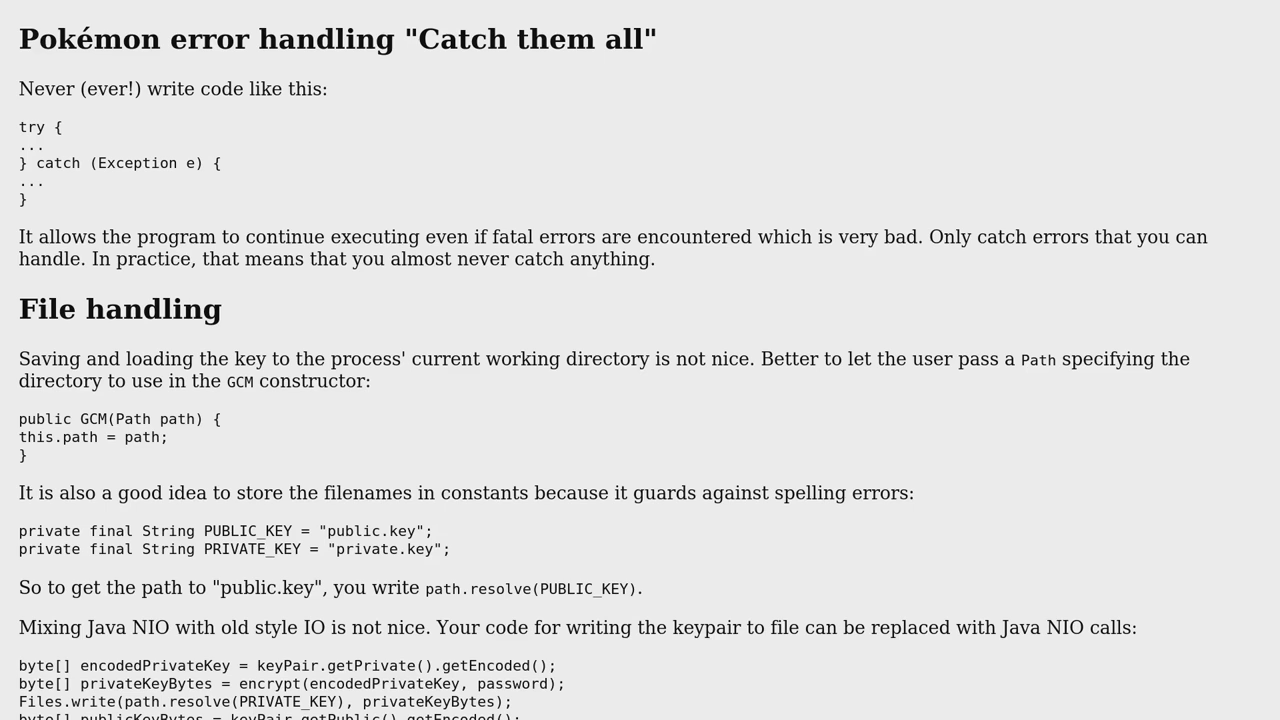 Pokémon error handling "Catch them all"
Never (ever!) write code like this:
try {
...
} catch (Exception e) {
...
}
It allows the program to continue executing even if fatal errors are encountered which is very bad. Only catch errors that you can
handle. In practice, that means that you almost never catch anything.
File handling
Saving and loading the key to the process' current working directory is not nice. Better to let the user pass a Path specifying the
directory to use in the GCM constructor:
public GCM(Path path) {
this.path = path;
}
It is also a good idea to store the filenames in constants because it guards against spelling errors:
private final String PUBLIC_KEY = "public.key";
private final String PRIVATE_KEY = "private.key";
So to get the path to "public.key", you write path.resolve(PUBLIC_KEY).
Mixing Java NIO with old style IO is not nice. Your code for writing the keypair to file can be replaced with Java NIO calls:
byte[] encodedPrivateKey = keyPair.getPrivate().getEncoded();
byte[] privateKeyBytes = encrypt(encodedPrivateKey, password);
Files.write(path.resolve(PRIVATE_KEY), privateKeyBytes);
byte[] publicKeyBytes = keyPair.getPublic().getEncoded();